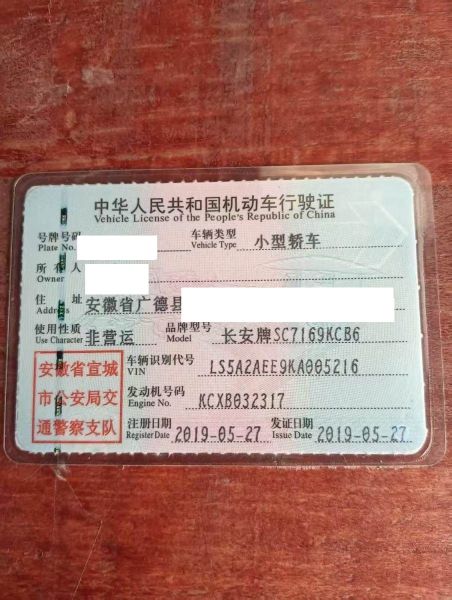 中华人民共和国机动车行驶证
Vehicle License of the People's Republic of China
号牌号码 Plate No. 车辆类型 Vehicle Type 小型轿车
所有人 Owner
住址 Address 安徽省广德县
使用性质 Use Character 非营运 品牌型号 Model 长安牌SC7169KCB6
车辆识别代号 VIN LS5A2AEE9KA005216
发动机号码 Engine No. KCXB032317
注册日期 Register Date 2019-05-27 发证日期 Issue Date 2019-05-27
安徽省宣城
市公安局交
通警察支队